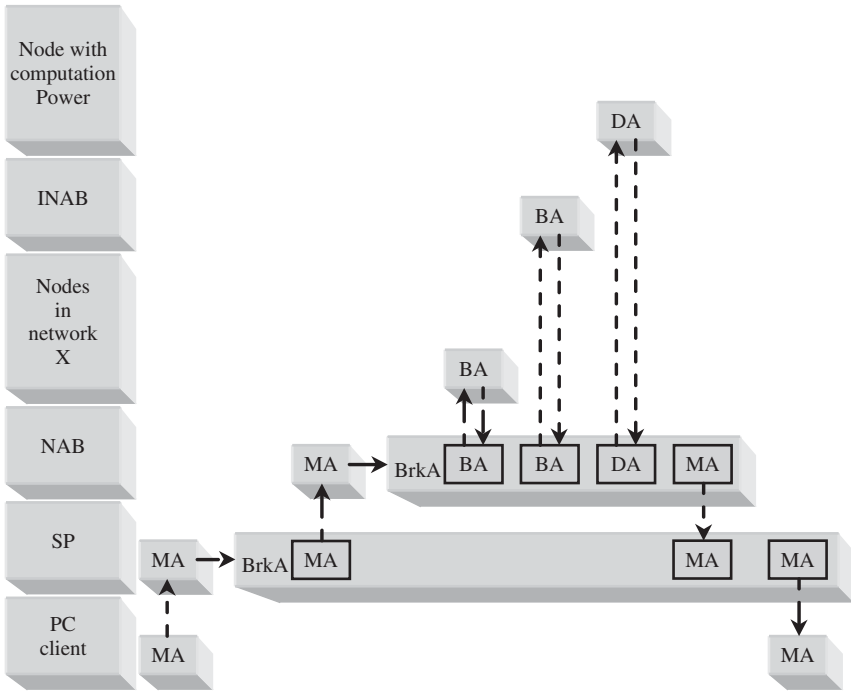 Node with
computation
Power
DA
INAB
BA
Nodes
in
network
X
BA
NAB
MA
BrkA
BA
BA
DA
MA
SP
MA
BrkA
MA
MA
MA
PC
client
MA
MA